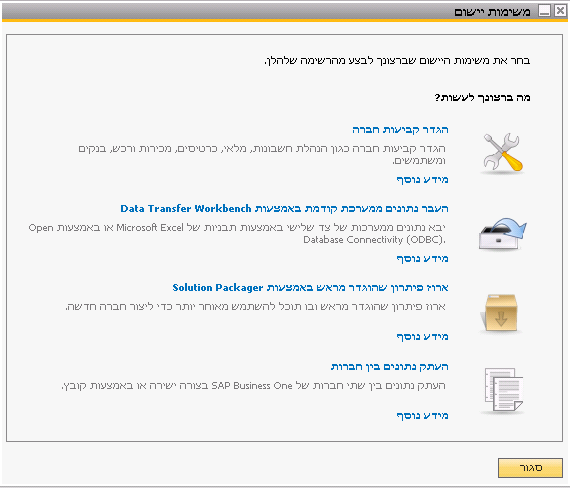 משימות יישום
בחר את משימות היישום שברצונך לבצע מהרשימה שלהלן.
מה ברצונך לעשות?
הגדר קביעות חברה
הגדר קביעות חברה כגון הנהלת חשבונות, מלאי, כרטיסים, מכירות ורכש, בנקים
ומשתמשים.
מידע נוסף
העבר נתונים ממערכת קודמת באמצעות Data Transfer Workbench
יבא נתונים ממערכות של צד שלישי באמצעות תבניות של Microsoft Excel או באמצעות Open
Database Connectivity (ODBC).
מידע נוסף
ארוז פיתרון שהוגדר מראש באמצעות Solution Packager
ארוז פיתרון שהוגדר מראש ובו תוכל להשתמש מאוחר יותר כדי ליצור חברה חדשה.
מידע נוסף
העתק נתונים בין חברות
העתק נתונים בין שתי חברות של SAP Business One בצורה ישירה או באמצעות קובץ.
מידע נוסף
סגור